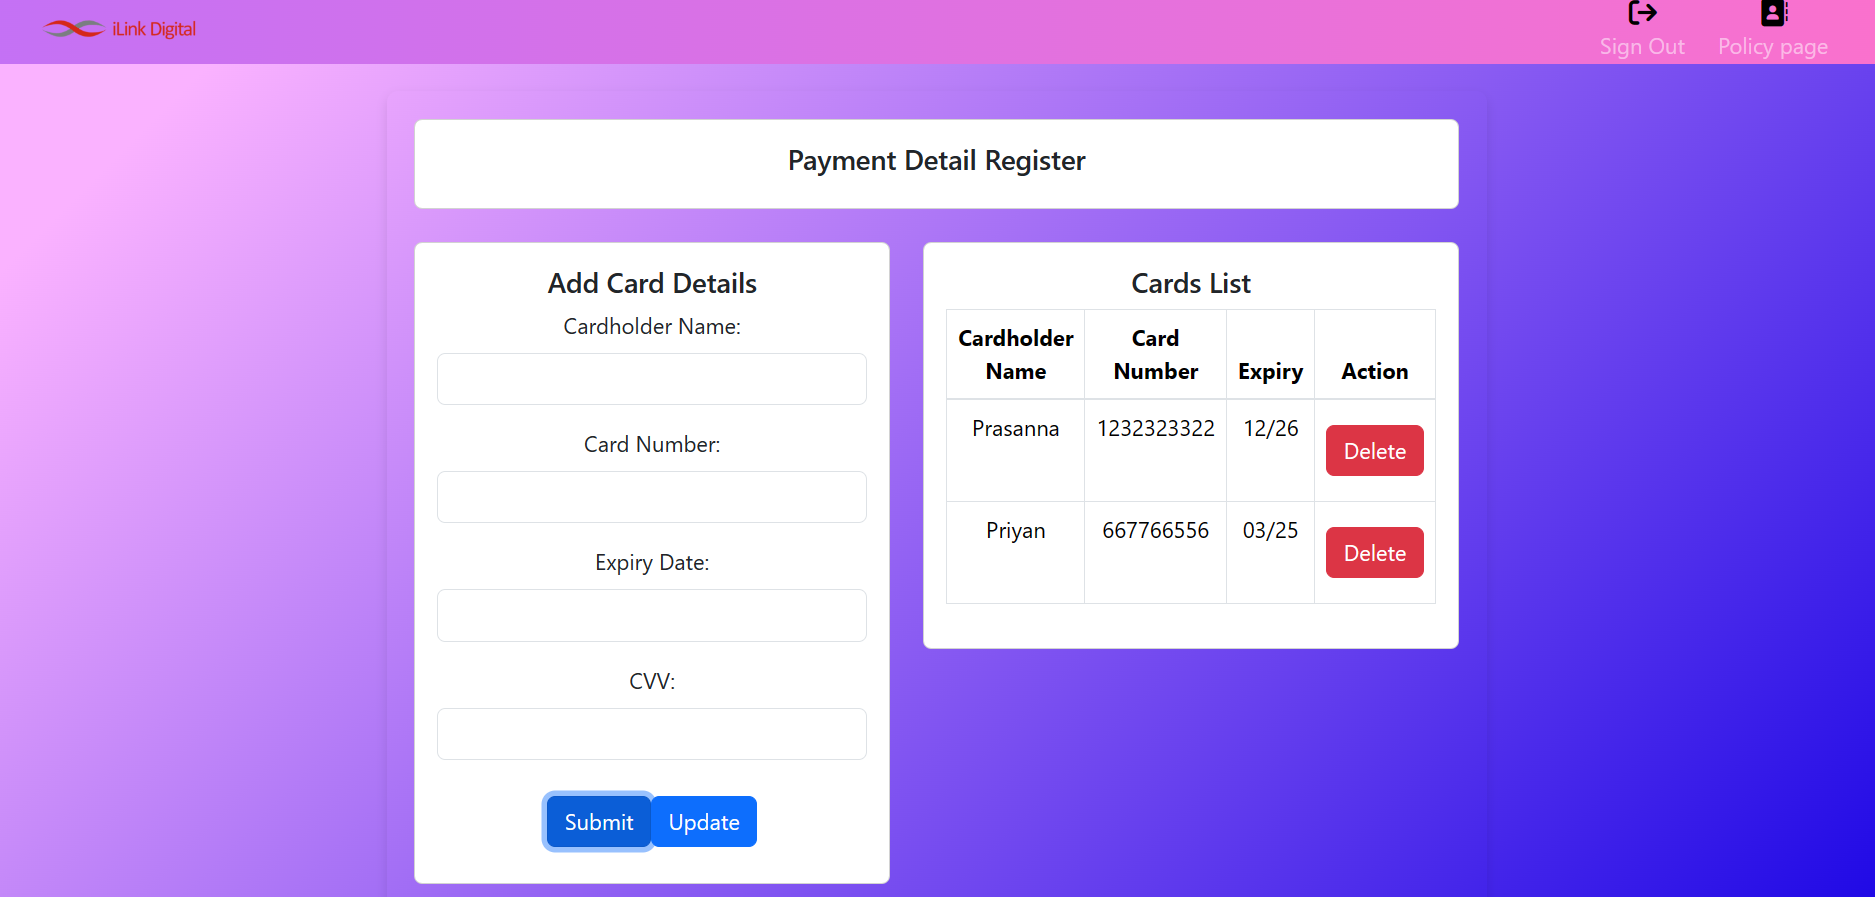 iLink Digital
Sign Out
Policy page
Payment Detail Register
Add Card Details
Cardholder Name:
Card Number:
Expiry Date:
CVV:
Submit
Update
Cards List
Cardholder Name
Card Number
Expiry
Action
Prasanna
1232323322
12/26
Delete
Priyan
667766556
03/25
Delete